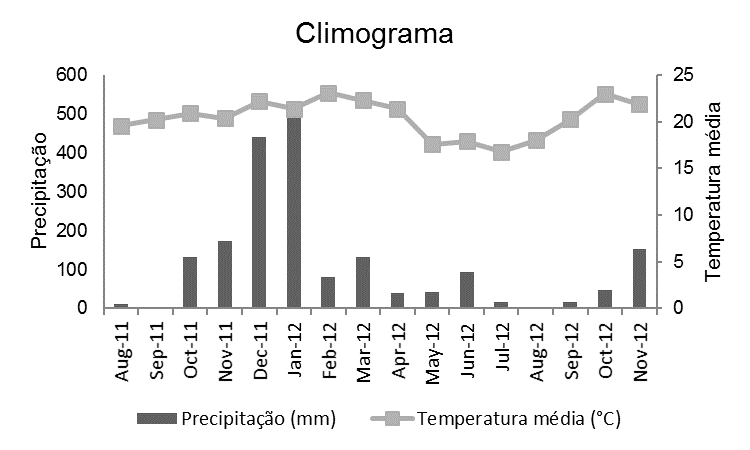 Climograma
600
500
400
300
200
100
0
Precipitação
25
20
15
10
5
0
Temperatura média
Aug-11
Sep-11
Oct-11
Nov-11
Dec-11
Jan-12
Feb-12
Mar-12
Apr-12
May-12
Jun-12
Jul-12
Aug-12
Sep-12
Oct-12
Nov-12
Precipitação (mm) Temperatura média (°C)